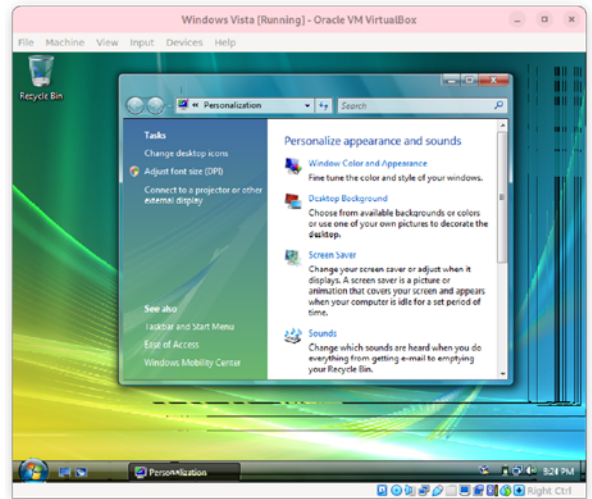 Windows Vista [Running] - Oracle VM VirtualBox
File Machine View Input Devices Help
Recycle Bin
« Personalization
Search
Tasks
Change desktop icons
Adjust font size (DPI)
Connect to a projector or other
external display
See also
Taskbar and Start Menu
Ease of Access
Windows Mobility Center
Personalize appearance and sounds
Window Color and Appearance
Fine tune the color and style of your windows.
Desktop Background
Choose from available backgrounds or colors
or use one of your own pictures to decorate the
desktop.
Screen Saver
Change your screen saver or adjust when it
displays. A screen saver is a picture or
animation that covers your screen and appears
when your computer is idle for a set period of
time.
Sounds
Change which sounds are heard when you do
everything from getting e-mail to emptying
your Recycle Bin.
Personalization
8:24 PM
Right Ctrl